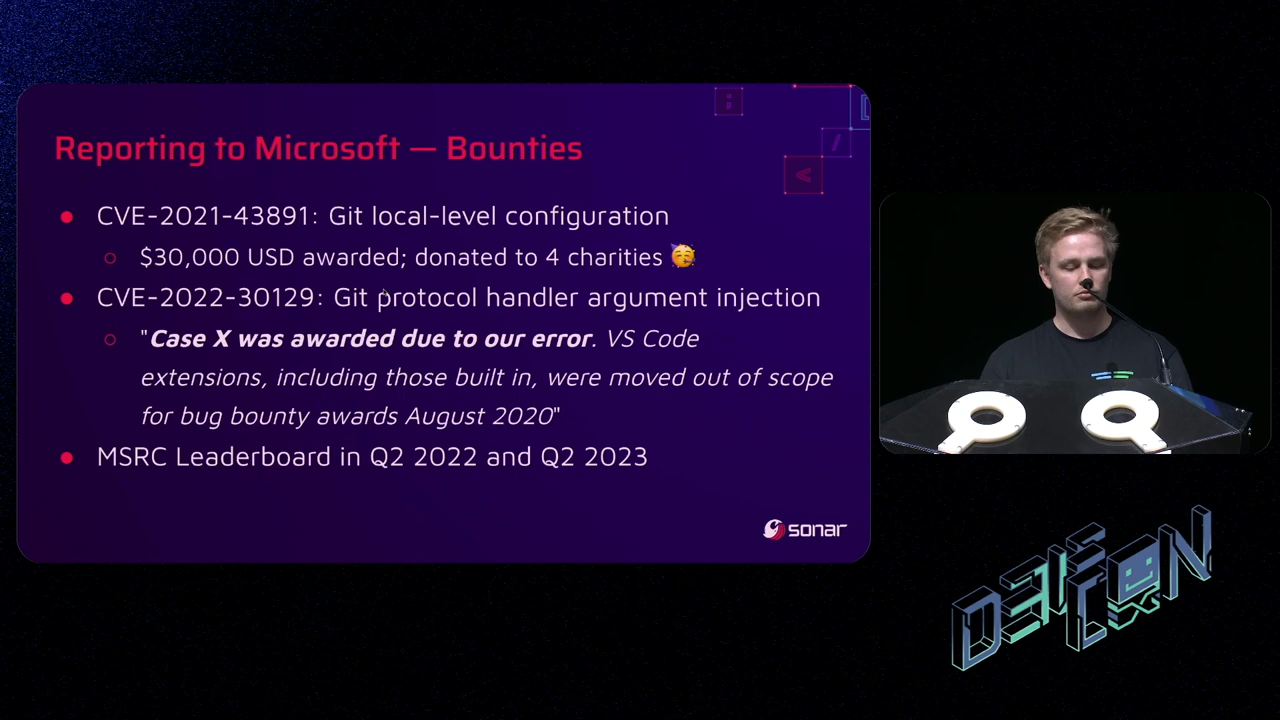 Reporting to Microsoft — Bounties
CVE-2021-43891: Git local-level configuration
$30,000 USD awarded; donated to 4 charities 🥳
CVE-2022-30129: Git protocol handler argument injection
"Case X was awarded due to our error. VS Code
extensions, including those built in, were moved out of scope
for bug bounty awards August 2020"
MSRC Leaderboard in Q2 2022 and Q2 2023
sonar
DEF CON